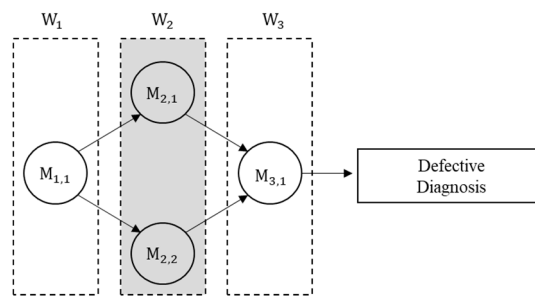 W₁
W₂
W₃
M₂,₁
M₁,₁
M₃,₁
Defective
Diagnosis
M₂,₂